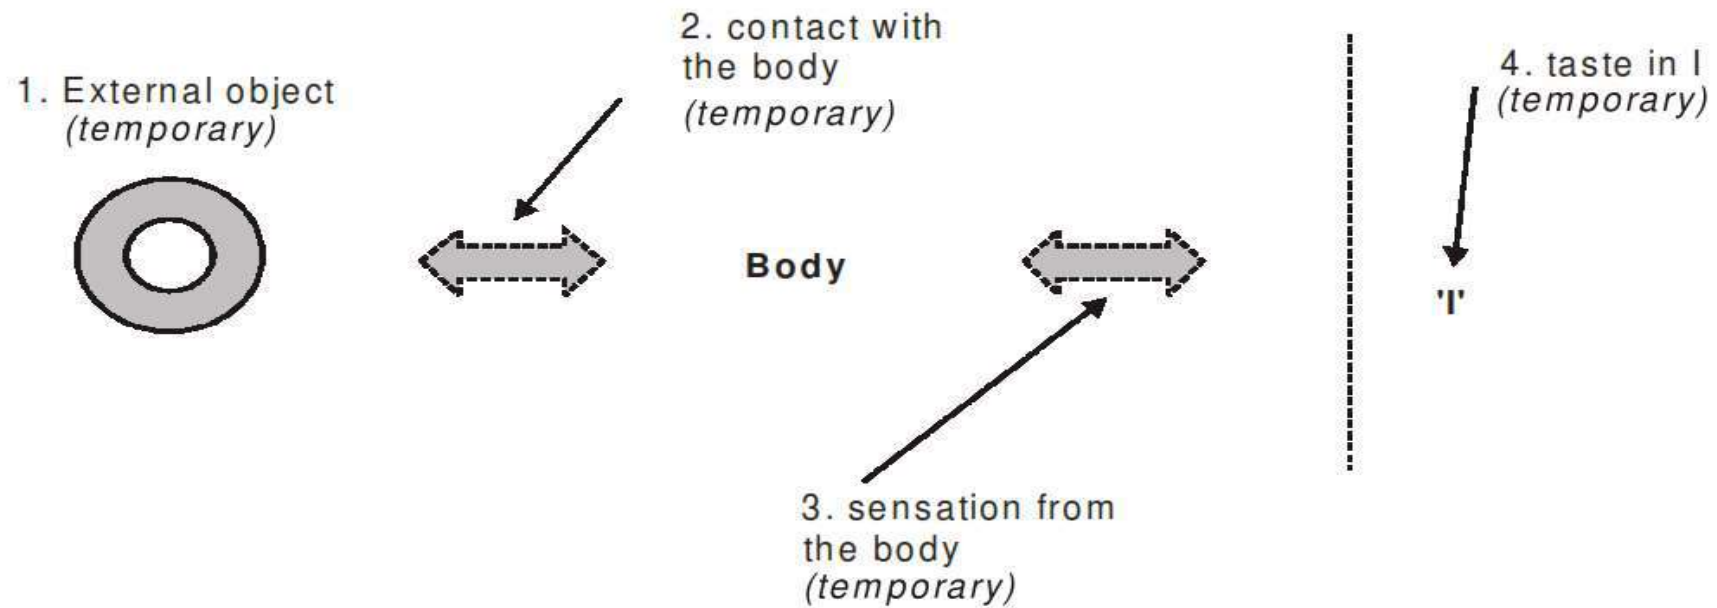 1. External object
(temporary)
2. contact with
the body
(temporary)
Body
3. sensation from
the body
(temporary)
4. taste in I
(temporary)
'I'